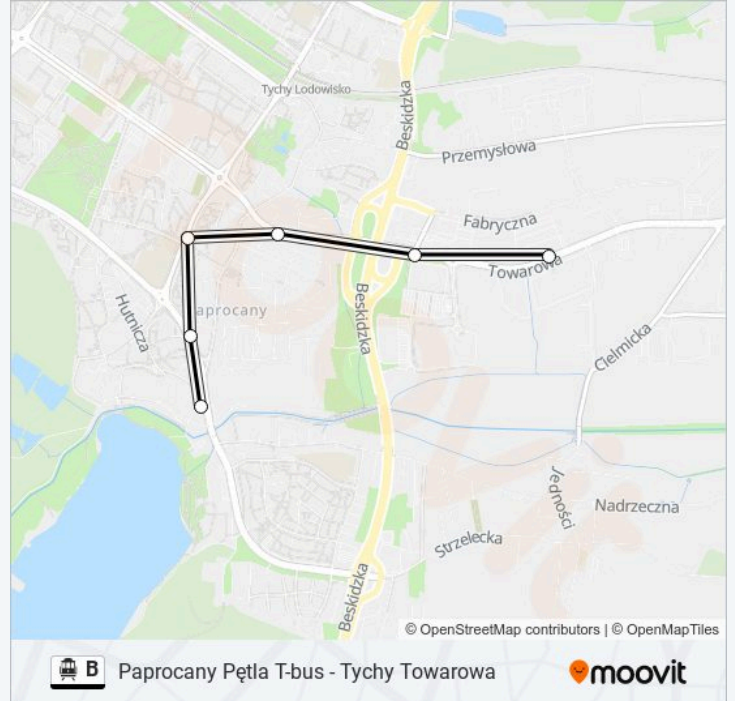 Tychy Lodowisko
Beskidzka
Przemysłowa
Fabryczna
Towarowa
Hutnicza
aprocany
Beskidzka
Cielmicka
Jedności
Nadrzeczna
Strzelecka
Beskidzka
© OpenStreetMap contributors | © OpenMapTiles
B Paprocany Pętla T-bus - Tychy Towarowa
moovit